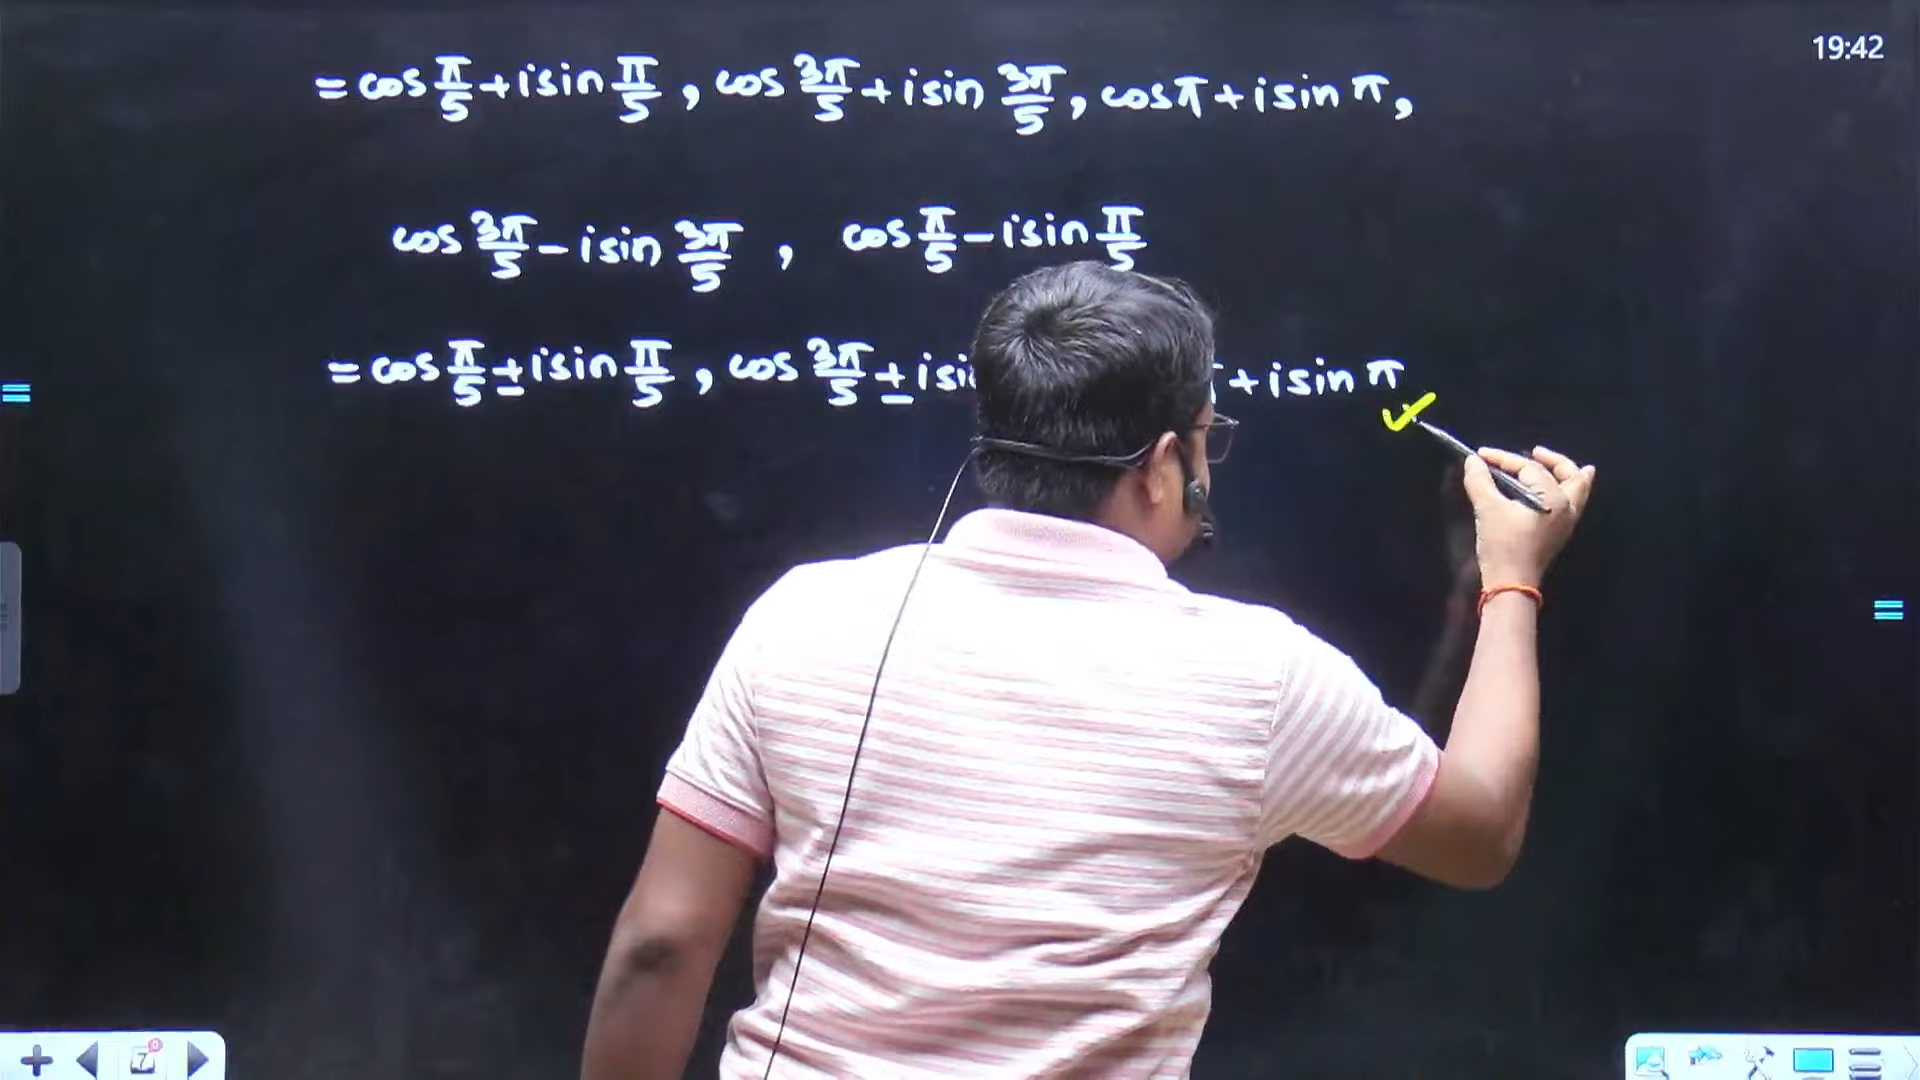 19:42
= cos π/5 + i sin π/5 , cos 3π/5 + i sin 3π/5 , cos π + i sin π ,
cos 3π/5 - i sin 3π/5 , cos π/5 - i sin π/5
= cos π/5 ± i sin π/5 , cos 3π/5 ± i + i sin π
7